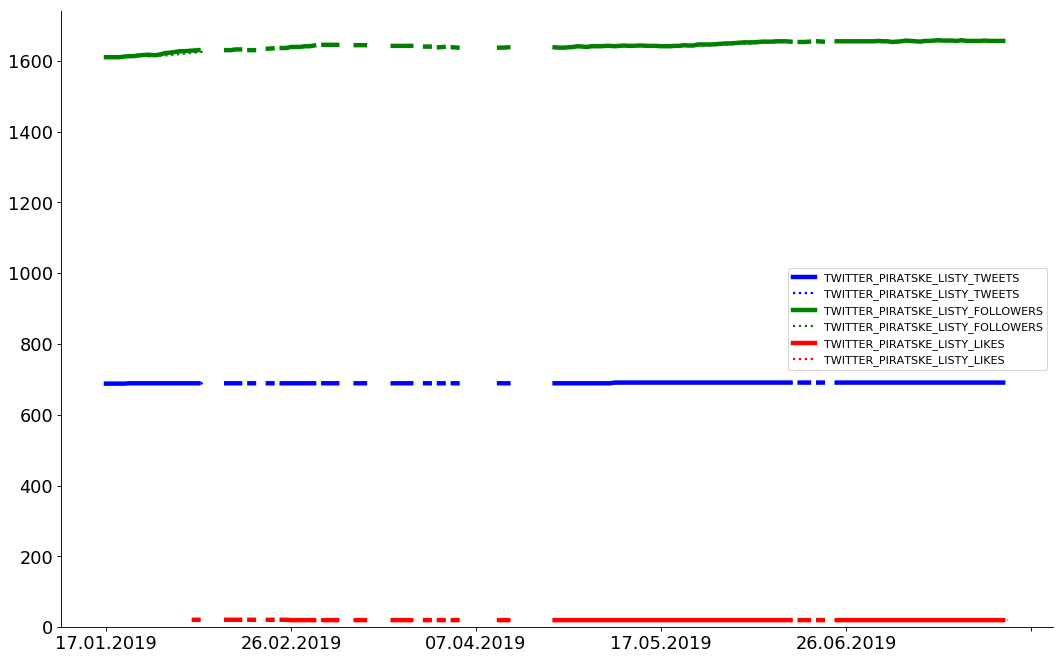 1600
1400
1200
1000
800
600
400
200
0
17.01.2019 26.02.2019 07.04.2019 17.05.2019 26.06.2019
TWITTER_PIRATSKE_LISTY_TWEETS
TWITTER_PIRATSKE_LISTY_TWEETS
TWITTER_PIRATSKE_LISTY_FOLLOWERS
TWITTER_PIRATSKE_LISTY_FOLLOWERS
TWITTER_PIRATSKE_LISTY_LIKES
TWITTER_PIRATSKE_LISTY_LIKES